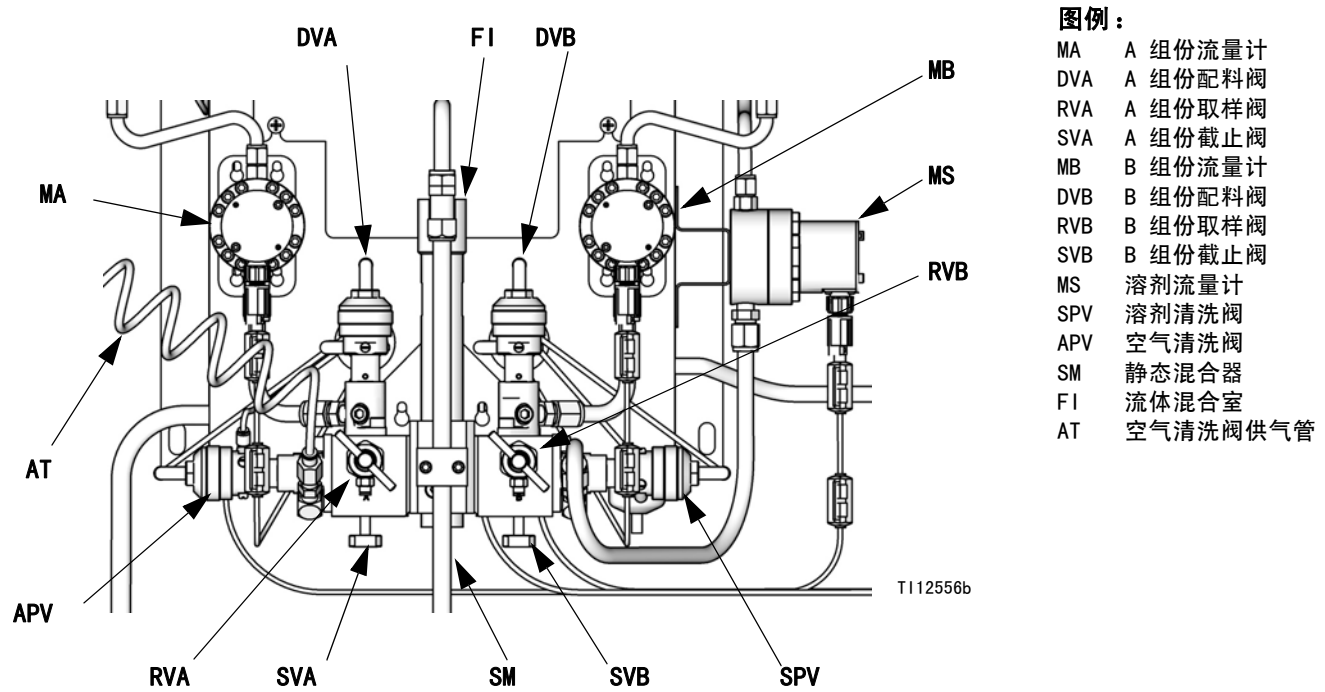 DVA FI DVB
MB
MA
MS
RVB
AT
TI12556b
APV
RVA SVA SM SVB SPV
图例：
MA A 组份流量计
DVA A 组份配料阀
RVA A 组份取样阀
SVA A 组份截止阀
MB B 组份流量计
DVB B 组份配料阀
RVB B 组份取样阀
SVB B 组份截止阀
MS 溶剂流量计
SPV 溶剂清洗阀
APV 空气清洗阀
SM 静态混合器
FI 流体混合室
AT 空气清洗阀供气管